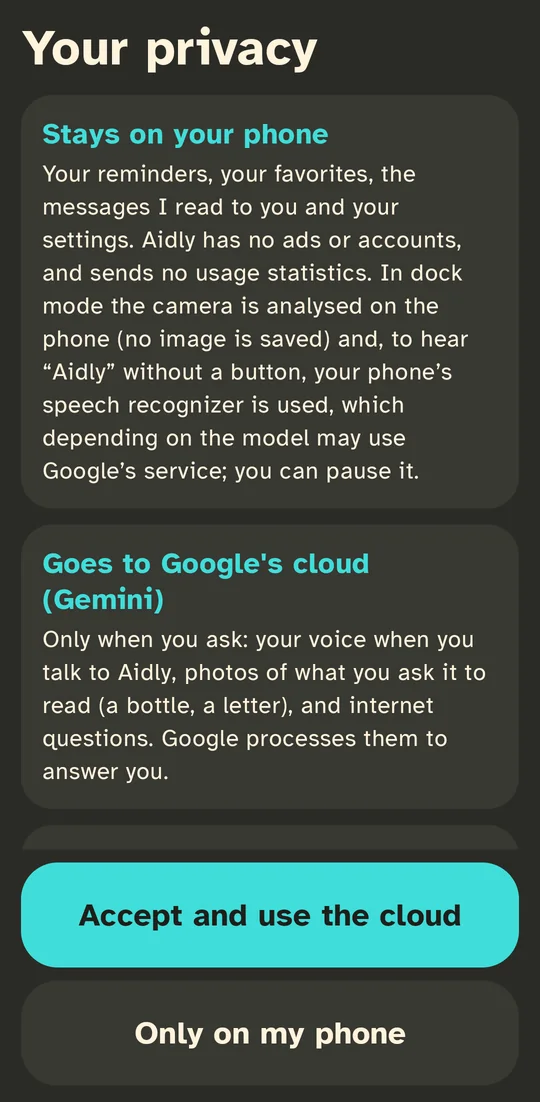 Your privacy
Stays on your phone
Your reminders, your favorites, the
messages I read to you and your
settings. Aidly has no ads or accounts,
and sends no usage statistics. In dock
mode the camera is analysed on the
phone (no image is saved) and, to hear
“Aidly” without a button, your phone’s
speech recognizer is used, which
depending on the model may use
Google’s service; you can pause it.
Goes to Google's cloud
(Gemini)
Only when you ask: your voice when you
talk to Aidly, photos of what you ask it to
read (a bottle, a letter), and internet
questions. Google processes them to
answer you.
Accept and use the cloud
Only on my phone